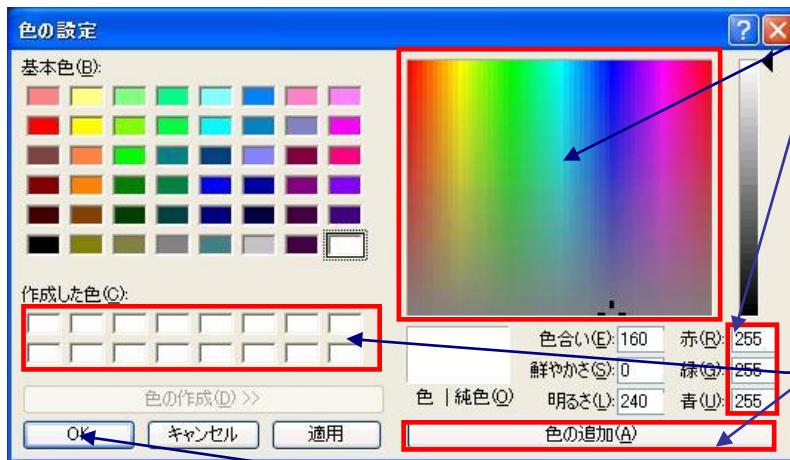 色の設定
基本色(B):
作成した色(C):
色の作成(D) >>
OK キャンセル 適用
色 | 純色(O)
色合い(E): 160 赤(R): 255
鮮やかさ(S): 0 緑(G): 255
明るさ(L): 240 青(U): 255
色の追加(A)